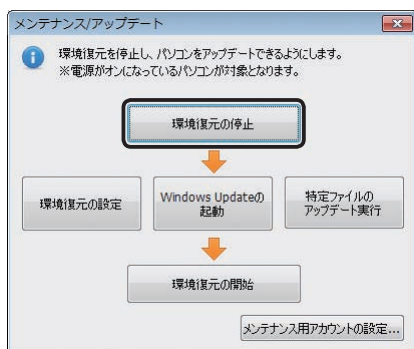 メンテナンス/アップデート
環境復元を停止し、パソコンをアップデートできるようにします。
※電源がオンになっているパソコンが対象となります。
環境復元の停止
環境復元の設定
Windows Updateの
起動
特定ファイルの
アップデート実行
環境復元の開始
メンテナンス用アカウントの設定...